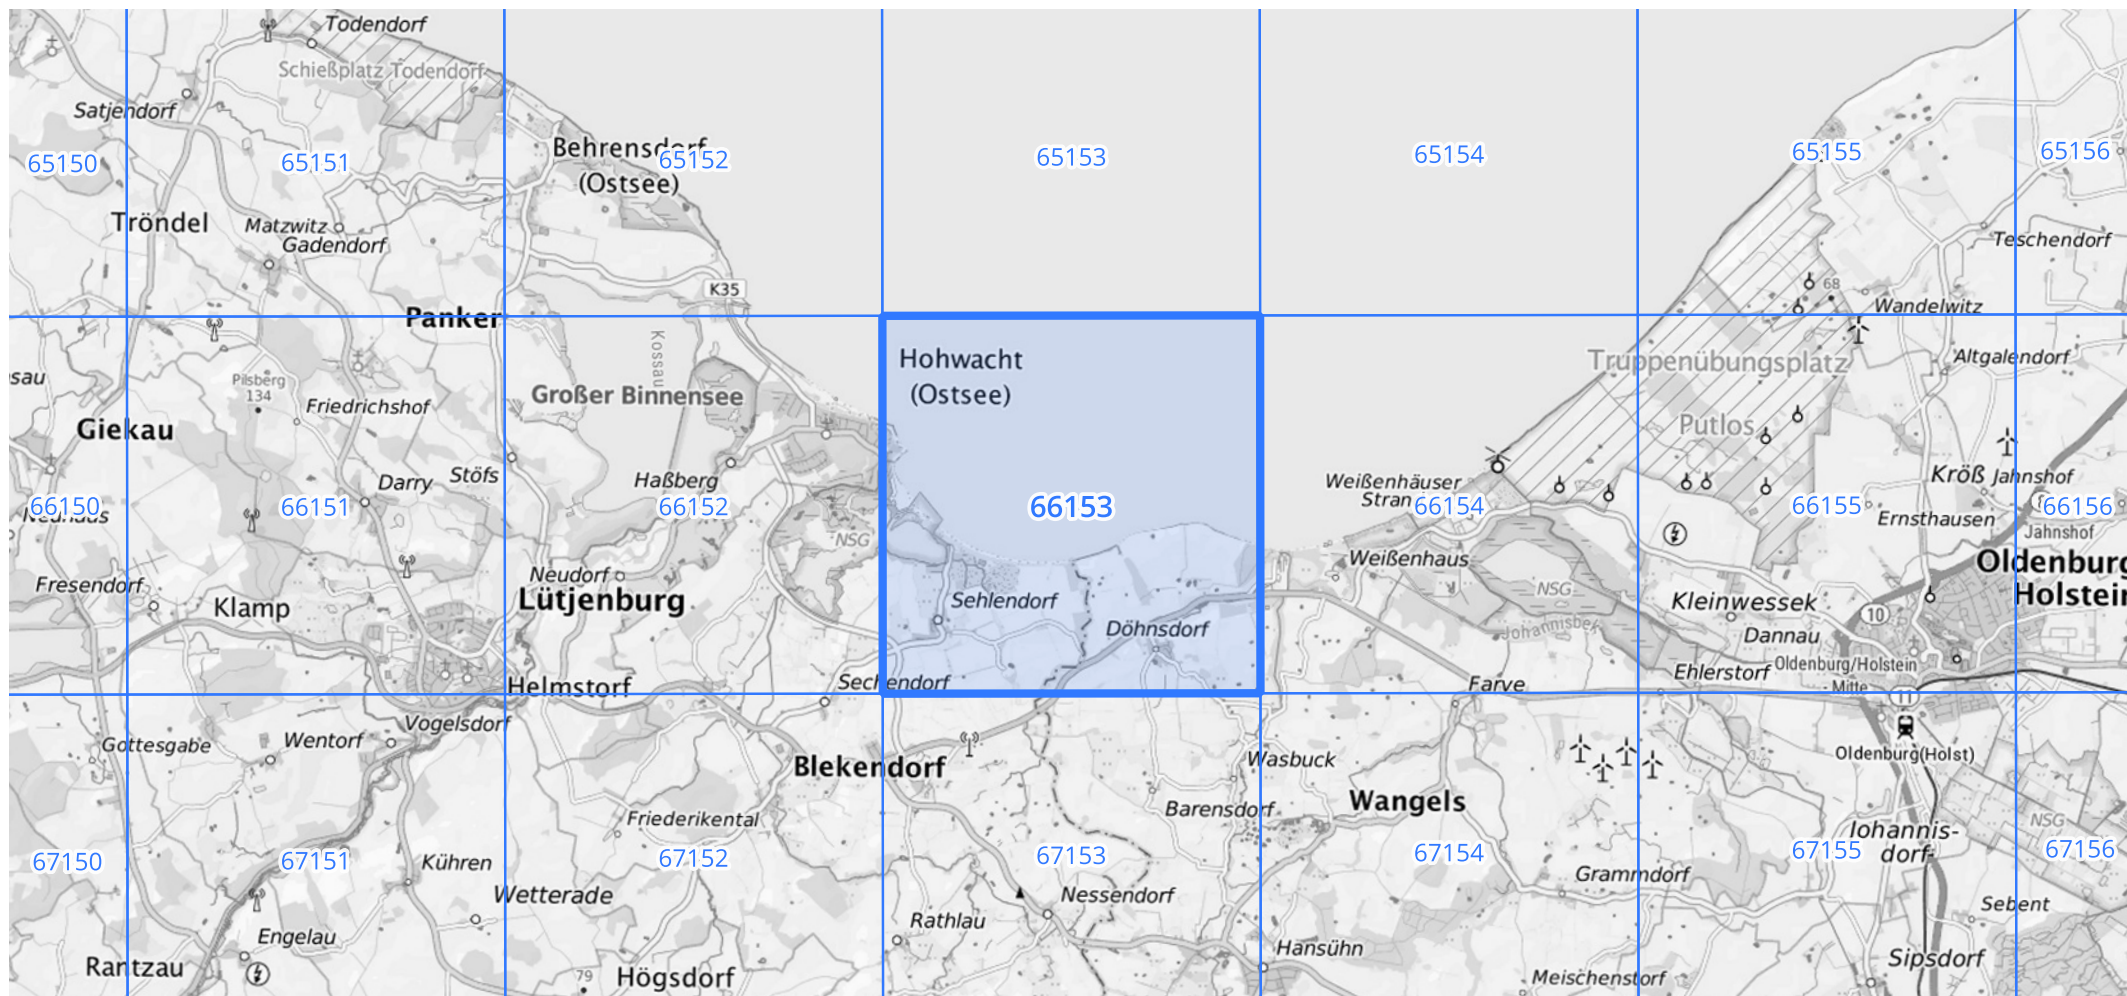 Todendorf
Schießplatz Todendorf
Satjendorf
Behrensdorf
(Ostsee)
65150
65151
65152
65153
65154
65155
65156
Tröndel
Matzwitz
Gadendorf
Teschendorf
K35
68
Wandelwitz
Panker
Hohwacht
(Ostsee)
Kossau
Truppenübungsplatz
Altgalendorf
sau
Pilsberg
134
Friedrichshof
Großer Binnensee
Putlos
Giekau
Stöfs
Darry
Haßberg
Weißenhäuser
Stran
Kröß
Jahnshof
66150
66151
66152
66153
66154
66155
66156
Neuhaus
NSG
Ernsthausen
Jahnshof
Weißenhaus
Oldenburg
Holstein
Fresendorf
Klamp
Neudorf
Lütjenburg
Sehlendorf
NSG
Kleinwessek
10
Döhnsdorf
Johannisbek
Dannau
Oldenburg/Holstein
Mitte
Ehlerstorf
Helmstorf
Sechendorf
Farve
11
Vogelsdorf
Gottesgabe
Wentorf
Oldenburg(Holst)
Blekendorf
Wasbuck
Wangels
Barensdorf
Friederikental
Johannis-
dorf
NSG
67150
67151
67152
67153
67154
67155
67156
Kühren
Wetterade
Nessendorf
Grammdorf
Rathlau
Sebent
Engelau
Hansühn
Sipsdorf
Rantzau
79
Högsdorf
Meischenstorf